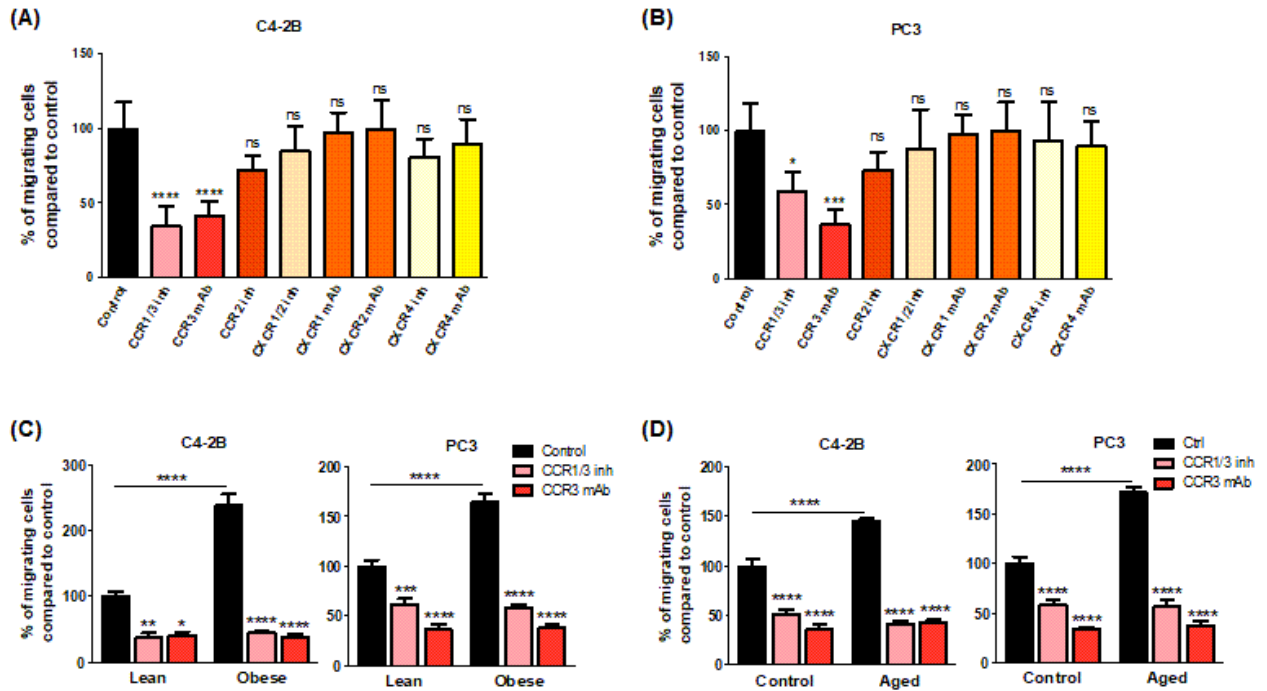 (A)
C4-2B
% of migrating cells
compared to control
150
100
50
0
****
****
ns
ns
ns
ns
ns
ns
Control
CCR1/3 inh
CCR3 mAb
CCR2 inh
CXCR1/2 inh
CXCR1 mAb
CXCR2 mAb
CXCR4 inh
CXCR4 mAb
(B)
PC3
% of migrating cells
compared to control
150
100
50
0
*
***
ns
ns
ns
ns
ns
ns
Control
CCR1/3 inh
CCR3 mAb
CCR2 inh
CXCR1/2 inh
CXCR1 mAb
CXCR2 mAb
CXCR4 inh
CXCR4 mAb
(C)
C4-2B
% of migrating cells
compared to control
300
200
100
0
****
** * **** ****
Lean Obese
PC3
200
150
100
50
0
****
*** **** **** ****
Lean Obese
Control
CCR1/3 inh
CCR3 mAb
(D)
C4-2B
% of migrating cells
compared to control
200
150
100
50
0
****
**** **** **** ****
Control Aged
PC3
200
150
100
50
0
****
**** **** **** ****
Control Aged
Ctrl
CCR1/3 inh
CCR3 mAb